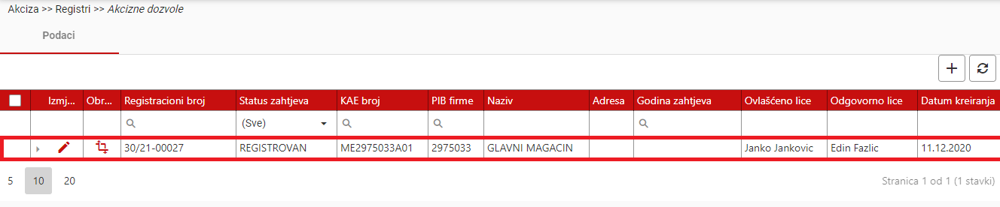 Akciza >> Registri >> Akcizne dozvole
Podaci
Izmj... Obr... Registracioni broj Status zahtjeva KAE broj PIB firme Naziv Adresa Godina zahtjeva Ovlašćeno lice Odgovorno lice Datum kreiranja
(Sve)
30/21-00027 REGISTROVAN ME2975033A01 2975033 GLAVNI MAGACIN Janko Jankovic Edin Fazlic 11.12.2020
5 10 20 Stranica 1 od 1 (1 stavki)